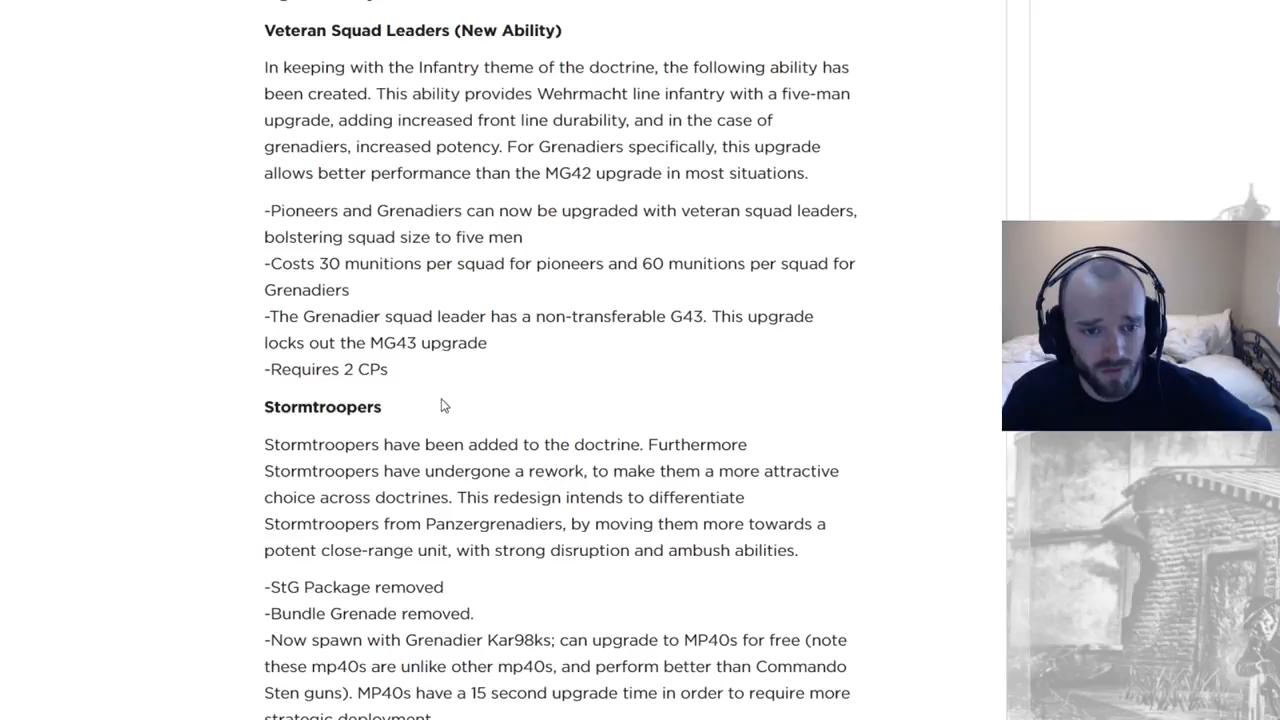 Veteran Squad Leaders (New Ability)
In keeping with the Infantry theme of the doctrine, the following ability has
been created. This ability provides Wehrmacht line infantry with a five-man
upgrade, adding increased front line durability, and in the case of
grenadiers, increased potency. For Grenadiers specifically, this upgrade
allows better performance than the MG42 upgrade in most situations.
-Pioneers and Grenadiers can now be upgraded with veteran squad leaders,
bolstering squad size to five men
-Costs 30 munitions per squad for pioneers and 60 munitions per squad for
Grenadiers
-The Grenadier squad leader has a non-transferable G43. This upgrade
locks out the MG43 upgrade
-Requires 2 CPs
Stormtroopers
Stormtroopers have been added to the doctrine. Furthermore
Stormtroopers have undergone a rework, to make them a more attractive
choice across doctrines. This redesign intends to differentiate
Stormtroopers from Panzergrenadiers, by moving them more towards a
potent close-range unit, with strong disruption and ambush abilities.
-StG Package removed
-Bundle Grenade removed.
-Now spawn with Grenadier Kar98ks; can upgrade to MP40s for free (note
these mp40s are unlike other mp40s, and perform better than Commando
Sten guns). MP40s have a 15 second upgrade time in order to require more
strategic deployment